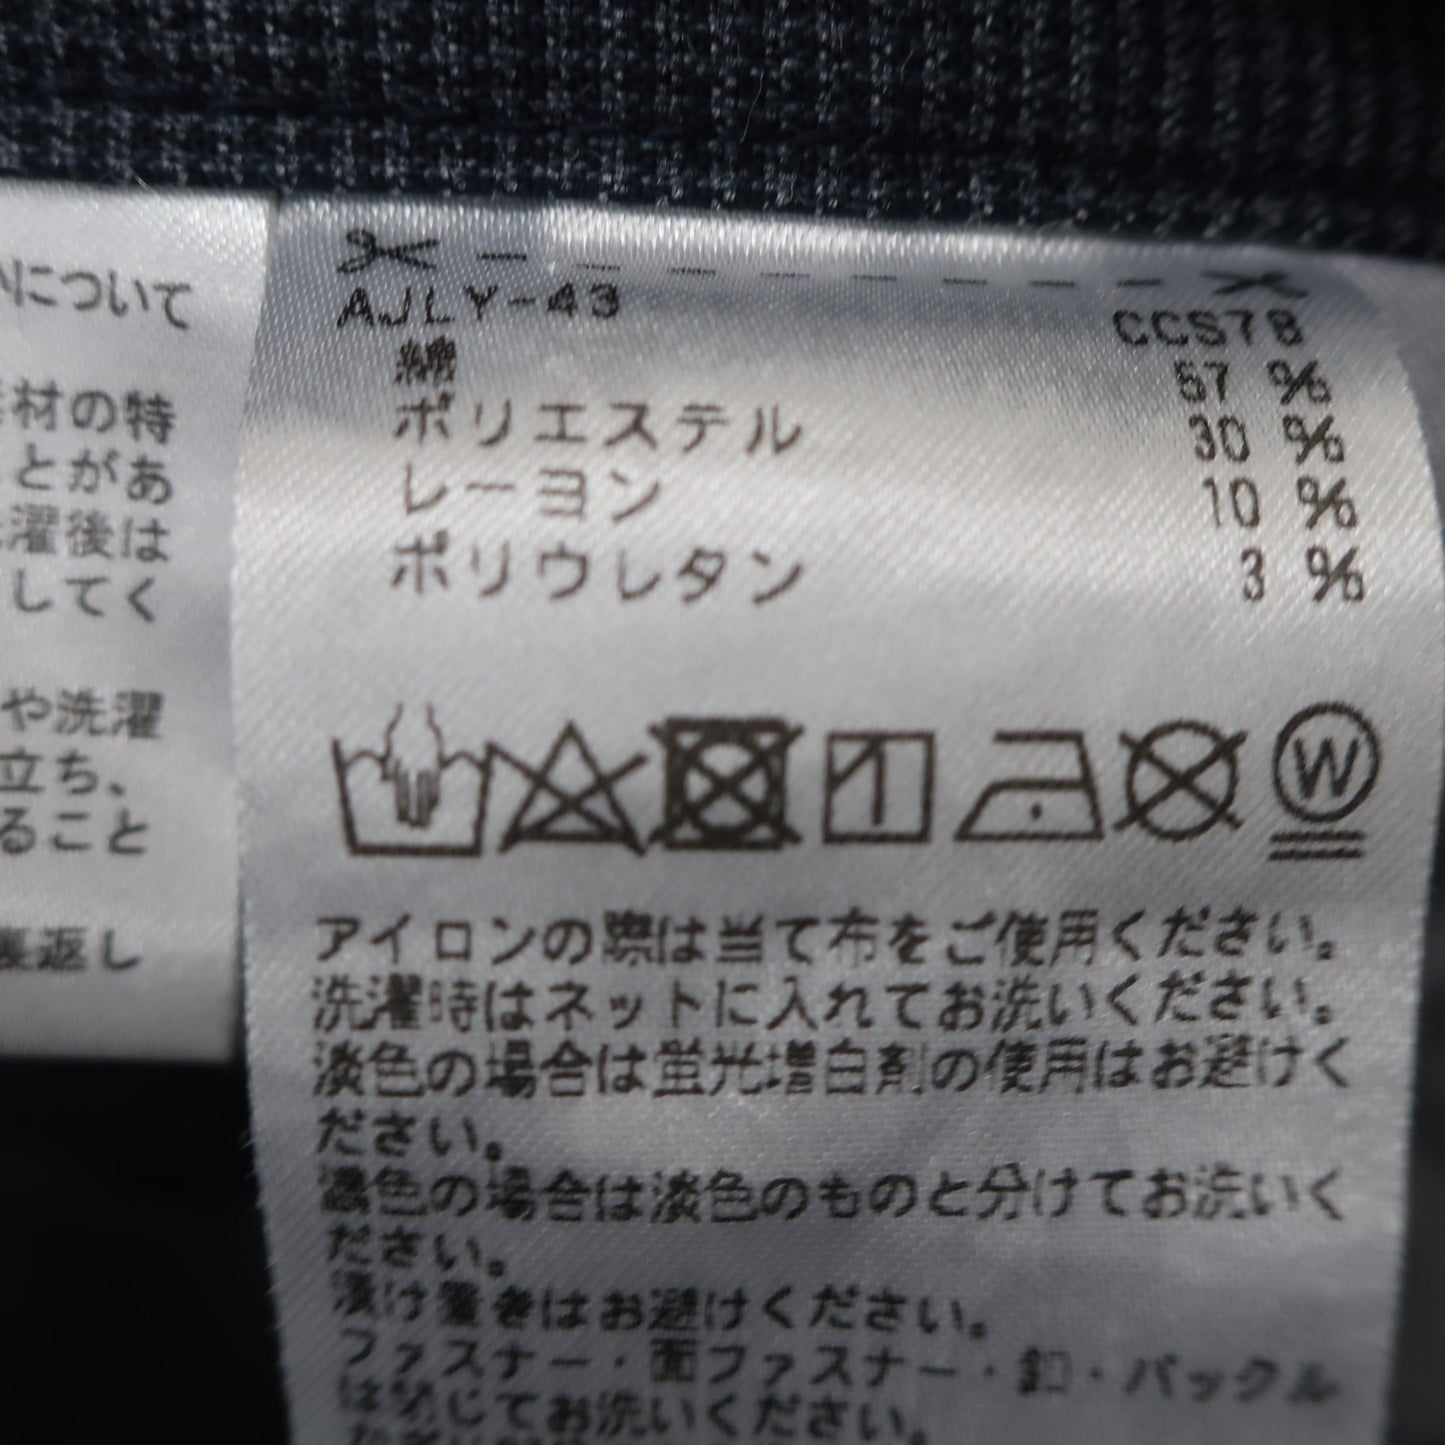 いについて
素材の特
ことがあ
洗濯後は
してく
や洗濯
立ち、
ること
裏返し
AJLY-43 CCS78
綿 57 %
ポリエステル 30 %
レーヨン 10 %
ポリウレタン 3 %
W
アイロンの際は当て布をご使用ください。
洗濯時はネットに入れてお洗いください。
淡色の場合は蛍光増白剤の使用はお避けく
ださい。
濃色の場合は淡色のものと分けてお洗いく
ださい。
漬け置きはお避けください。
ファスナー・面ファスナー・釦・バックル
は閉じてお洗いください。